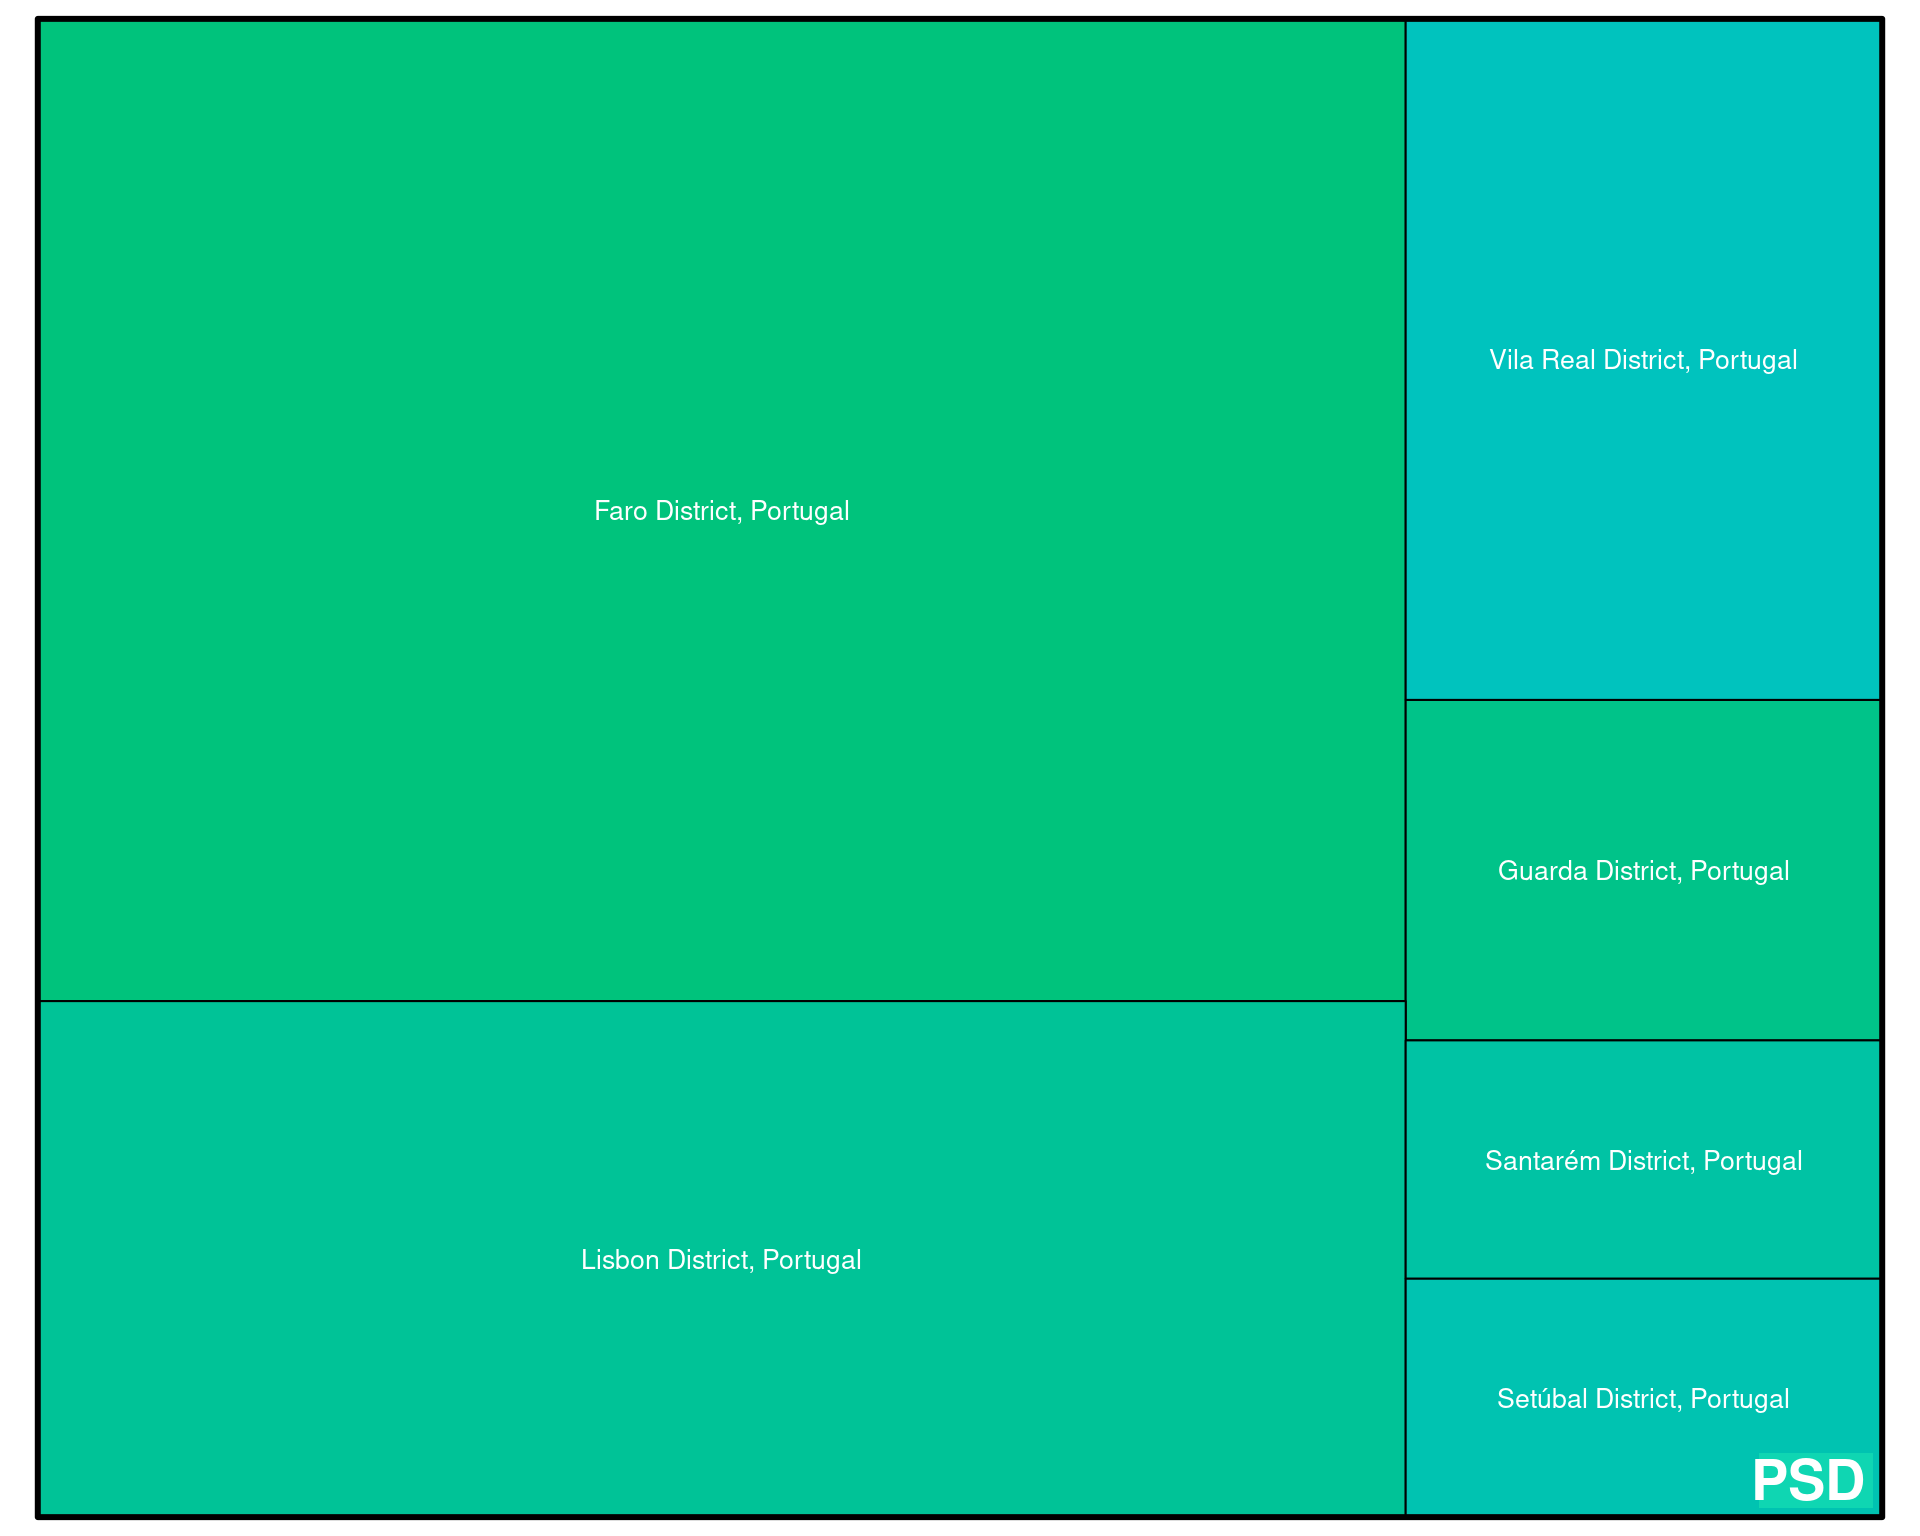 Faro District, Portugal
Lisbon District, Portugal
Vila Real District, Portugal
Guarda District, Portugal
Santarém District, Portugal
Setúbal District, Portugal
PSD